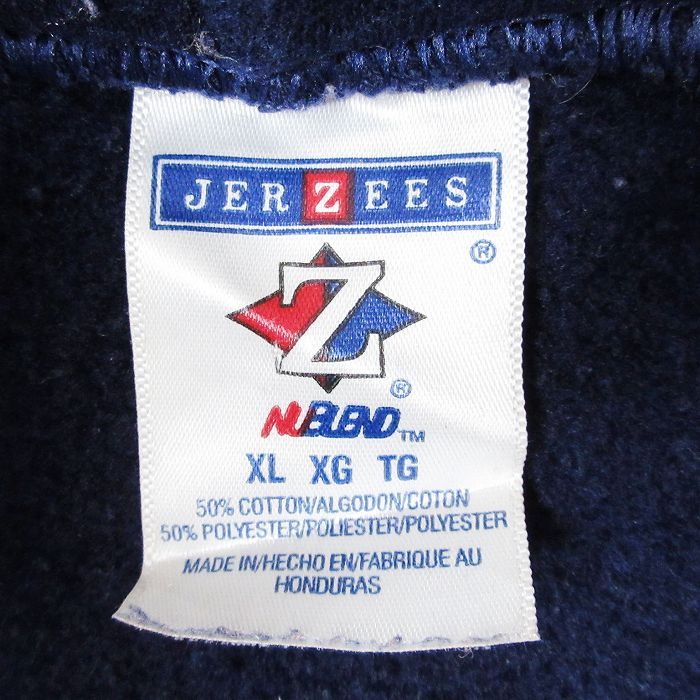 JERZEES
®
Z
®
NUBLEND™
XL XG TG
50% COTTON/ALGODON/COTON
50% POLYESTER/POLIESTER/POLYESTER
MADE IN/HECHO EN/FABRIQUE AU
HONDURAS